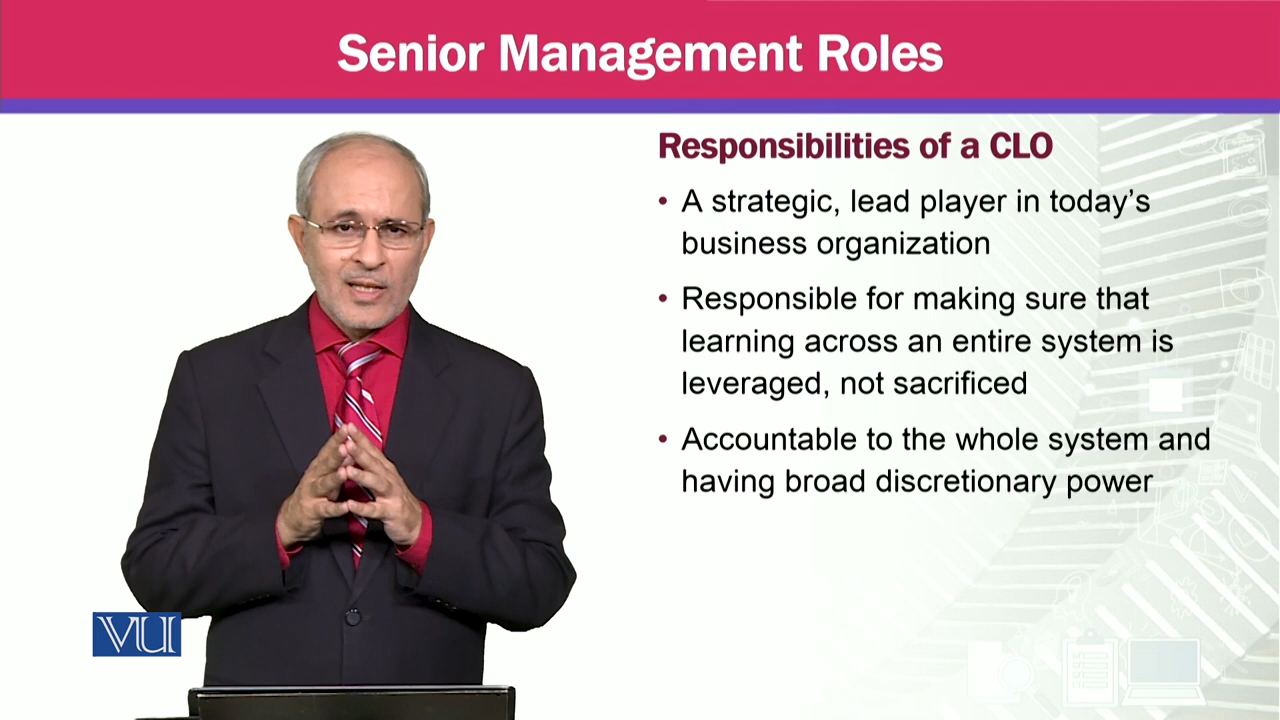 Senior Management Roles
Responsibilities of a CLO
• A strategic, lead player in today’s
business organization
• Responsible for making sure that
learning across an entire system is
leveraged, not sacrificed
• Accountable to the whole system and
having broad discretionary power
VU